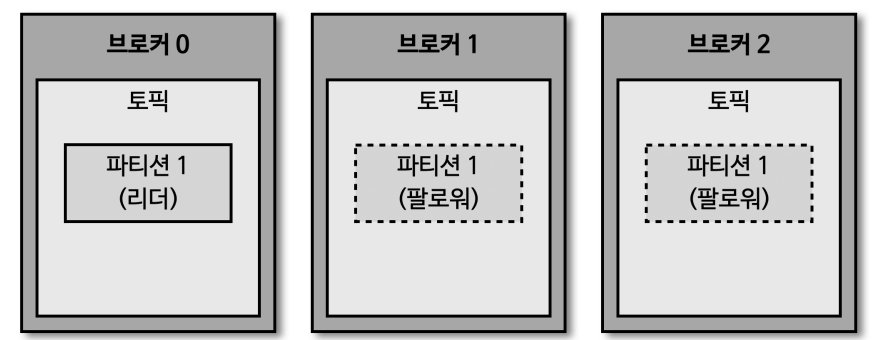 브로커 0
토픽
파티션 1
(리더)
브로커 1
토픽
파티션 1
(팔로워)
브로커 2
토픽
파티션 1
(팔로워)